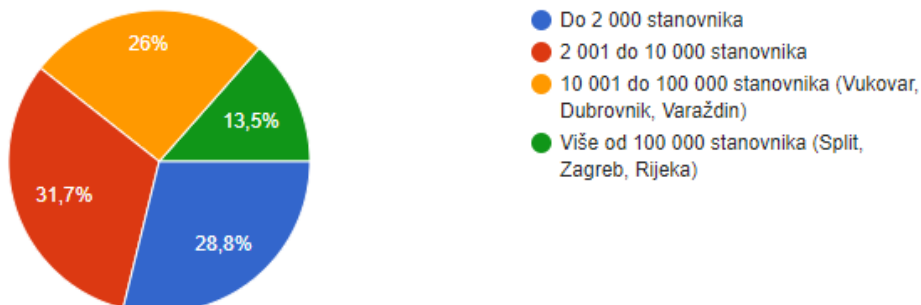 26%
13,5%
31,7%
28,8%
Do 2 000 stanovnika
2 001 do 10 000 stanovnika
10 001 do 100 000 stanovnika (Vukovar,
Dubrovnik, Varaždin)
Više od 100 000 stanovnika (Split,
Zagreb, Rijeka)